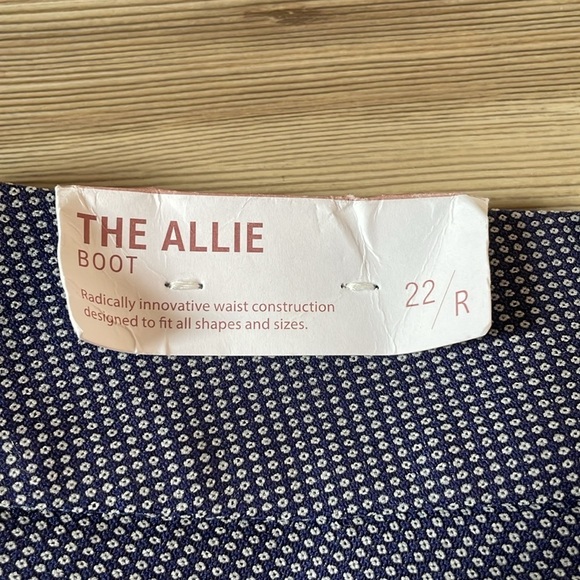 THE ALLIE
BOOT
Radically innovative waist construction
designed to fit all shapes and sizes.
22/R